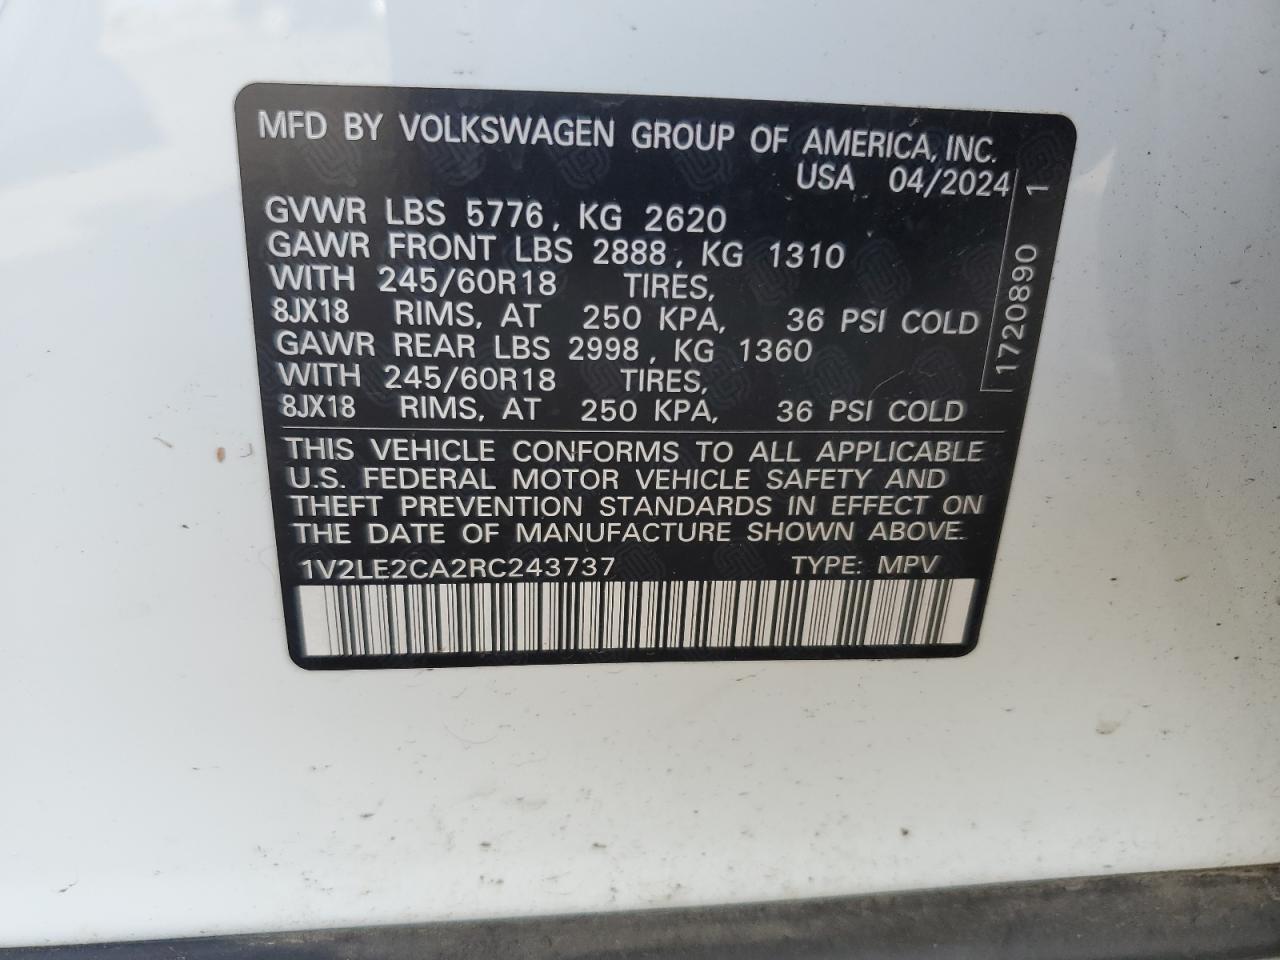 MFD BY VOLKSWAGEN GROUP OF AMERICA, INC.
USA 04/2024
GVWR LBS 5776, KG 2620
GAWR FRONT LBS 2888, KG 1310
WITH 245/60R18 TIRES,
8JX18 RIMS, AT 250 KPA, 36 PSI COLD
GAWR REAR LBS 2998, KG 1360
WITH 245/60R18 TIRES,
8JX18 RIMS, AT 250 KPA, 36 PSI COLD
1720890 1
THIS VEHICLE CONFORMS TO ALL APPLICABLE
U.S. FEDERAL MOTOR VEHICLE SAFETY AND
THEFT PREVENTION STANDARDS IN EFFECT ON
THE DATE OF MANUFACTURE SHOWN ABOVE.
1V2LE2CA2RC243737 TYPE: MPV